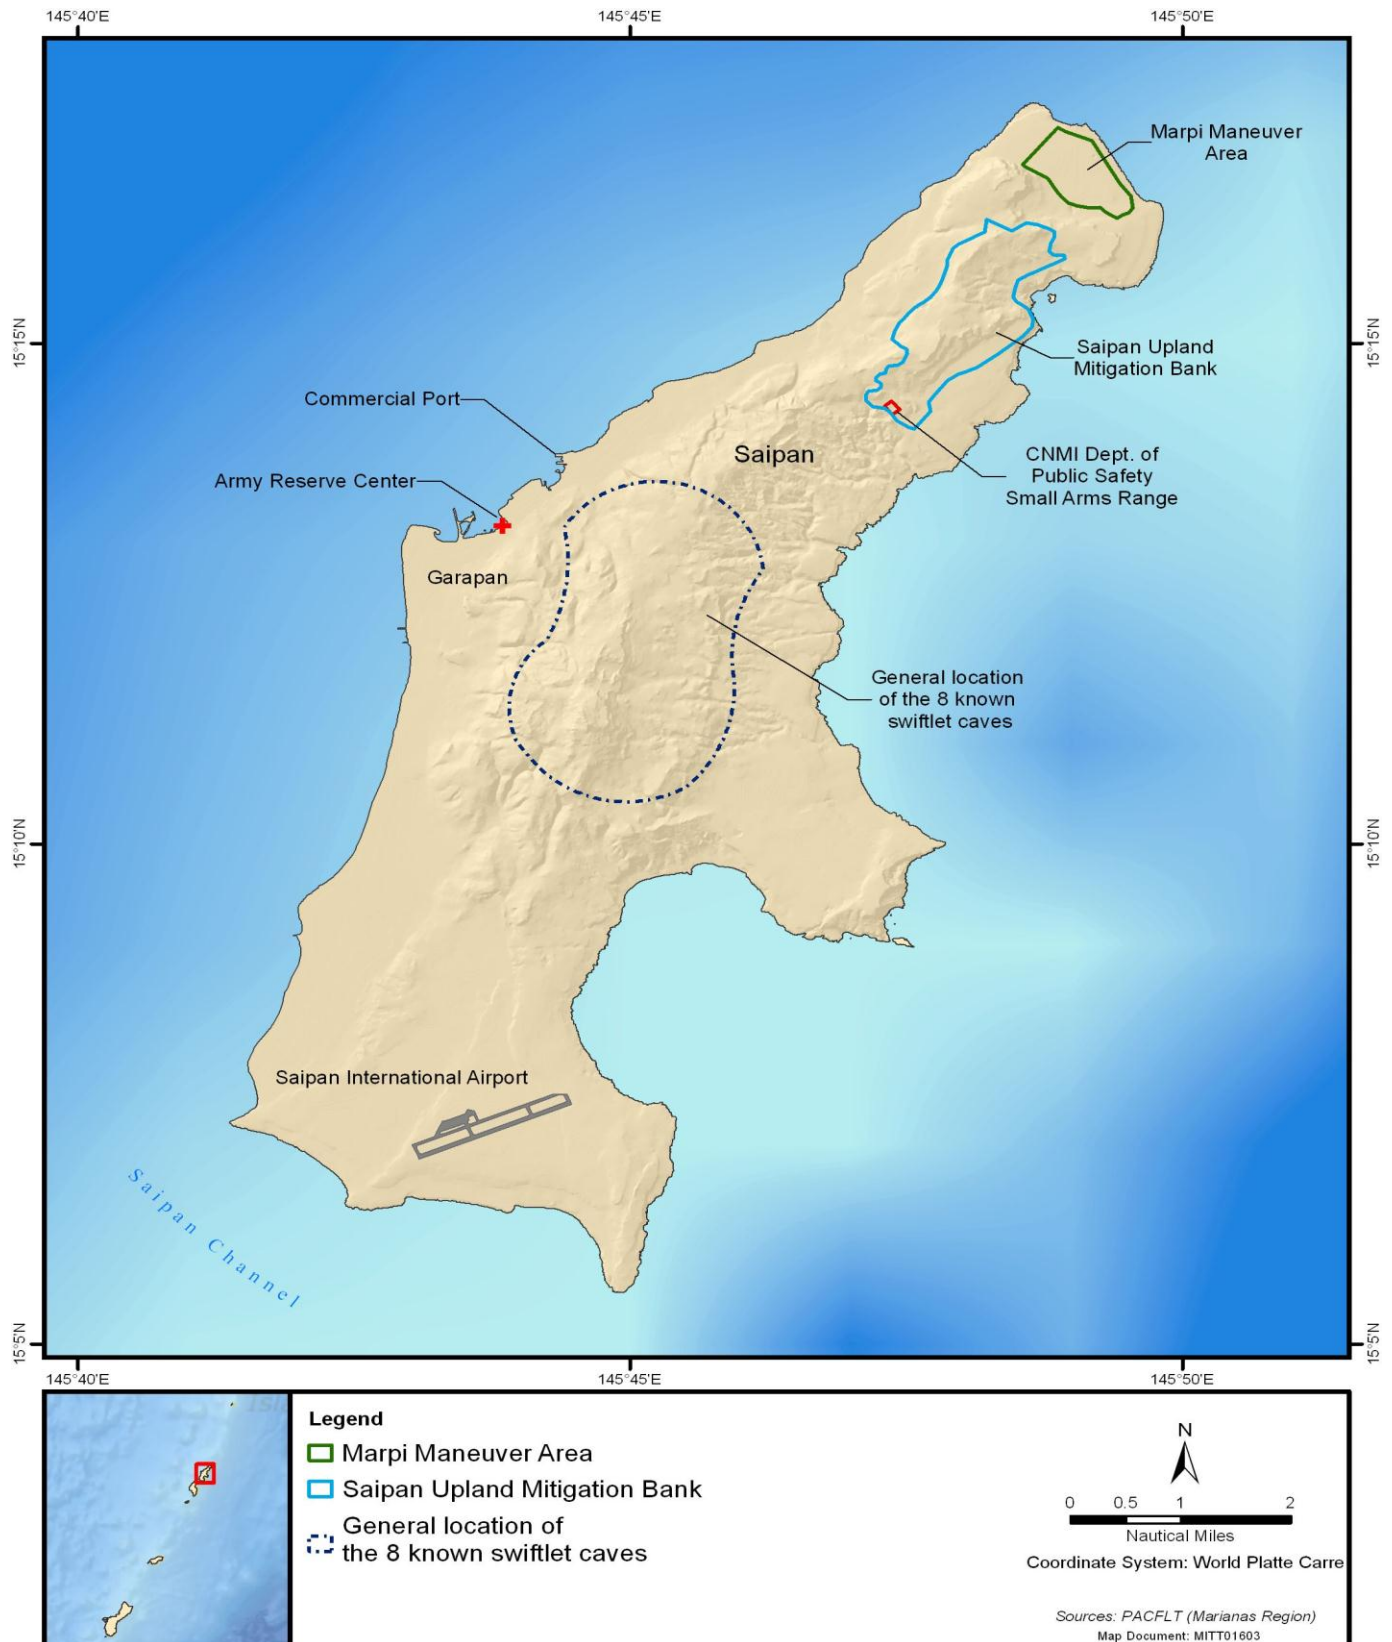 145°40'E
145°45'E
145°50'E
Marpi Maneuver
Area
15°15'N
15°15'N
Saipan Upland
Mitigation Bank
Commercial Port
CNMI Dept. of
Public Safety
Small Arms Range
Saipan
Army Reserve Center
Garapan
General location
of the 8 known
swiftlet caves
15°10'N
15°10'N
Saipan International Airport
Saipan Channel
15°5'N
15°5'N
145°40'E
145°45'E
145°50'E
Legend
Marpi Maneuver Area
Saipan Upland Mitigation Bank
General location of
the 8 known swiftlet caves
N
0 0.5 1 2
Nautical Miles
Coordinate System: World Platte Carre
Sources: PACFLT (Marianas Region)
Map Document: MITT01603